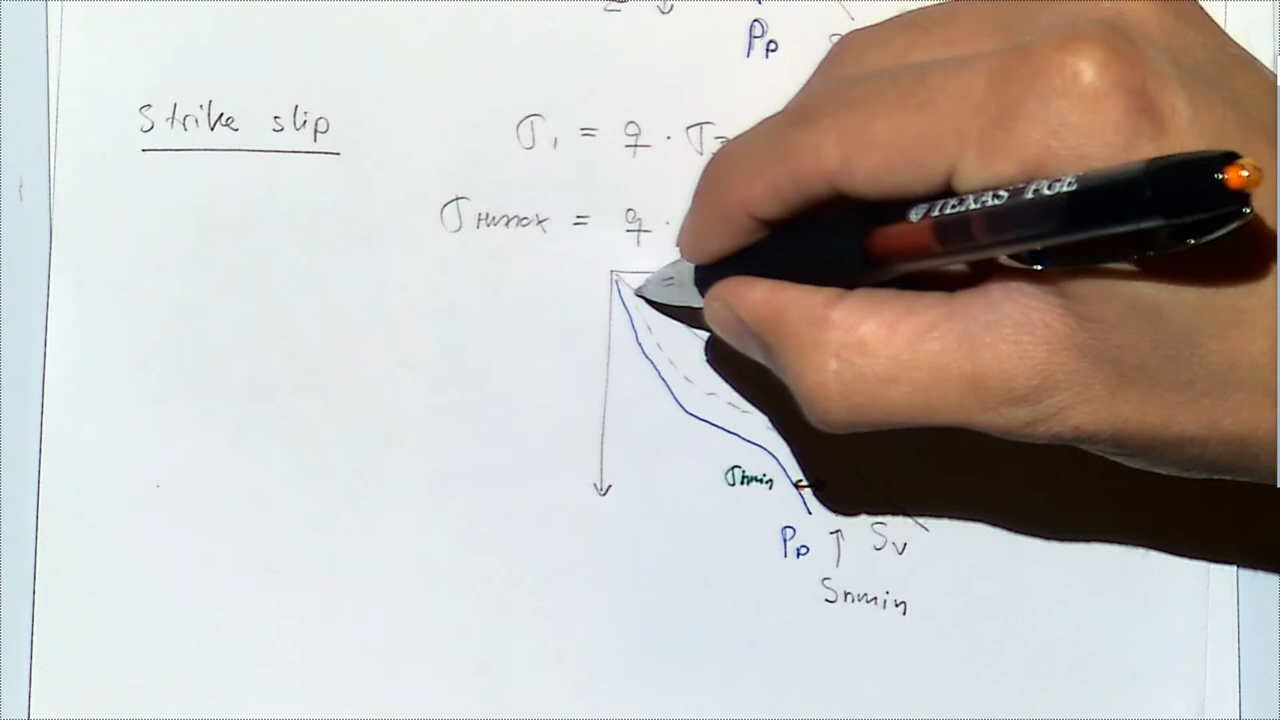 Pp
Strike slip
σ1 = q · σ3
σHmax = q ·
TEXAS PGE
σhmin
Pp ↑ Sv
Shmin